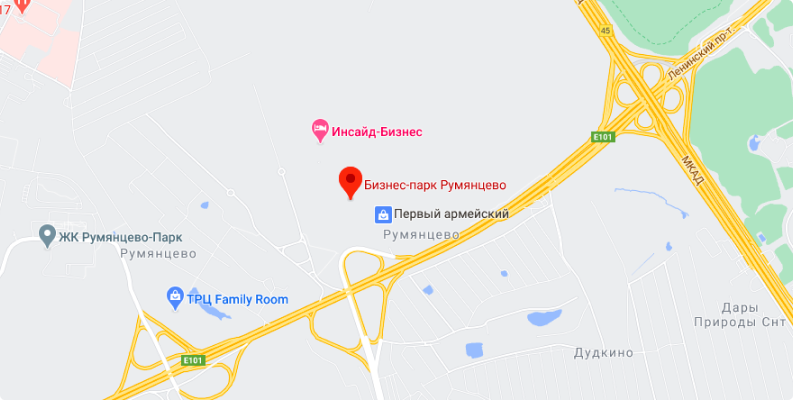 17
45
Ленинский пр-т
E101
Инсайд-Бизнес
МКАД
Бизнес-парк Румянцево
Первый армейский
Румянцево
ЖК Румянцево-Парк
Румянцево
ТРЦ Family Room
Дары
Природы Снт
E101
Дудкино